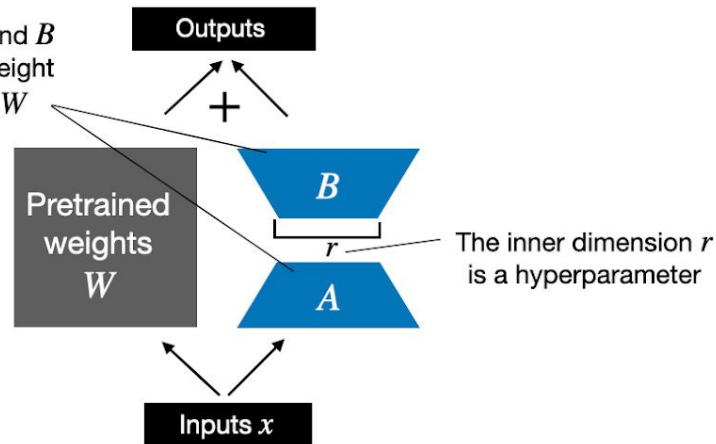 Outputs
nd B
eight
W
+
Pretrained
weights
W
B
r
The inner dimension r
is a hyperparameter
A
Inputs x